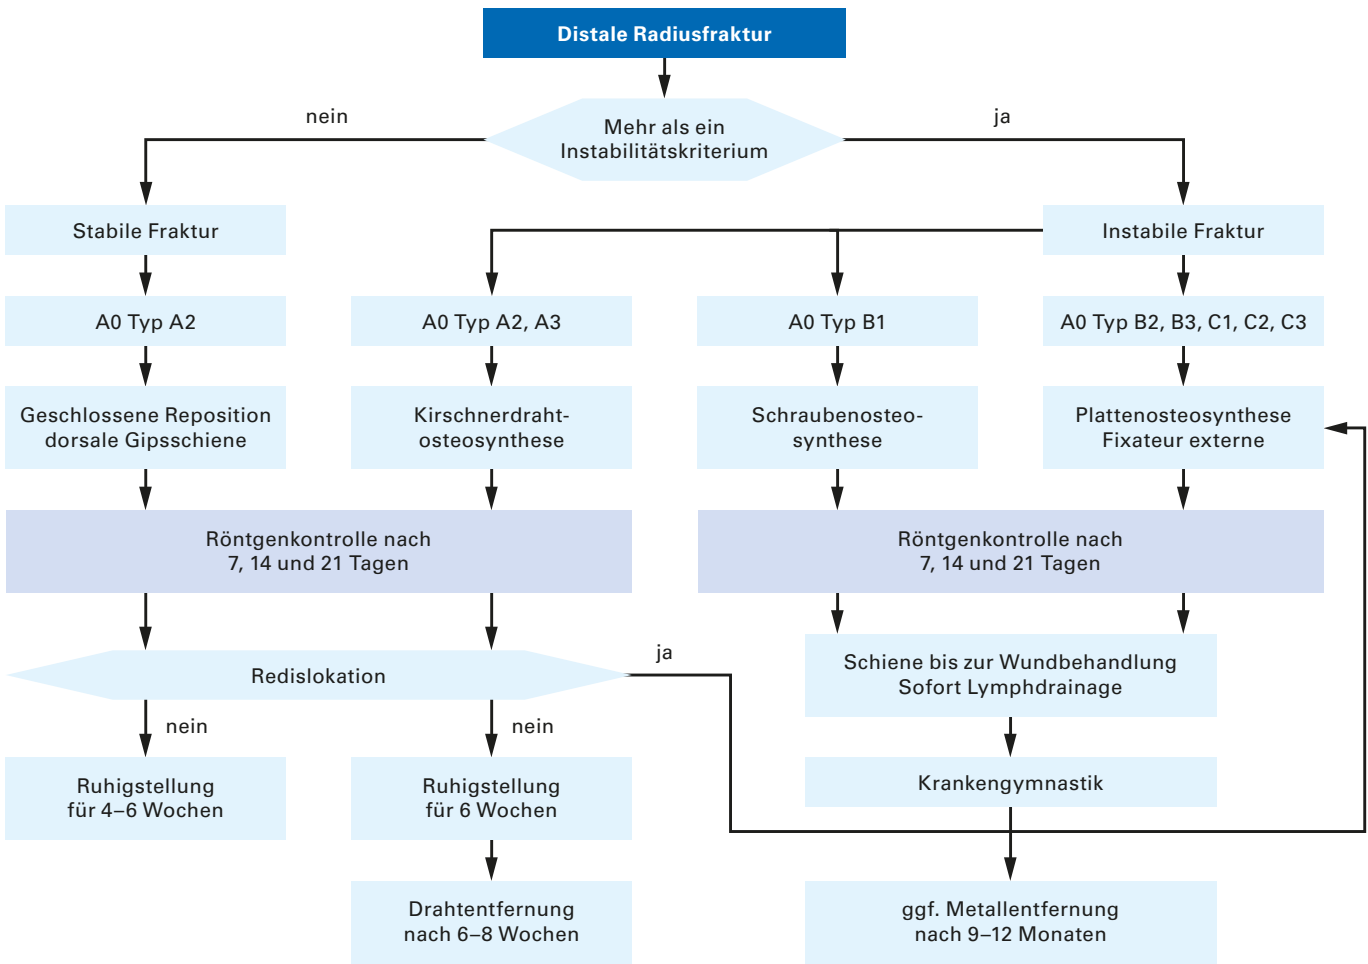 Distale Radiusfraktur
nein
Mehr als ein
Instabilitätskriterium
ja
Stabile Fraktur
Instabile Fraktur
A0 Typ A2
A0 Typ A2, A3
A0 Typ B1
A0 Typ B2, B3, C1, C2, C3
Geschlossene Reposition
dorsale Gipsschiene
Kirschnerdraht-
osteosynthese
Schraubenosteo-
synthese
Plattenosteosynthese
Fixateur externe
Röntgenkontrolle nach
7, 14 und 21 Tagen
Röntgenkontrolle nach
7, 14 und 21 Tagen
Redislokation
ja
Schiene bis zur Wundbehandlung
Sofort Lymphdrainage
nein
nein
Ruhigstellung
für 4–6 Wochen
Ruhigstellung
für 6 Wochen
Krankengymnastik
Drahtentfernung
nach 6–8 Wochen
ggf. Metallentfernung
nach 9–12 Monaten